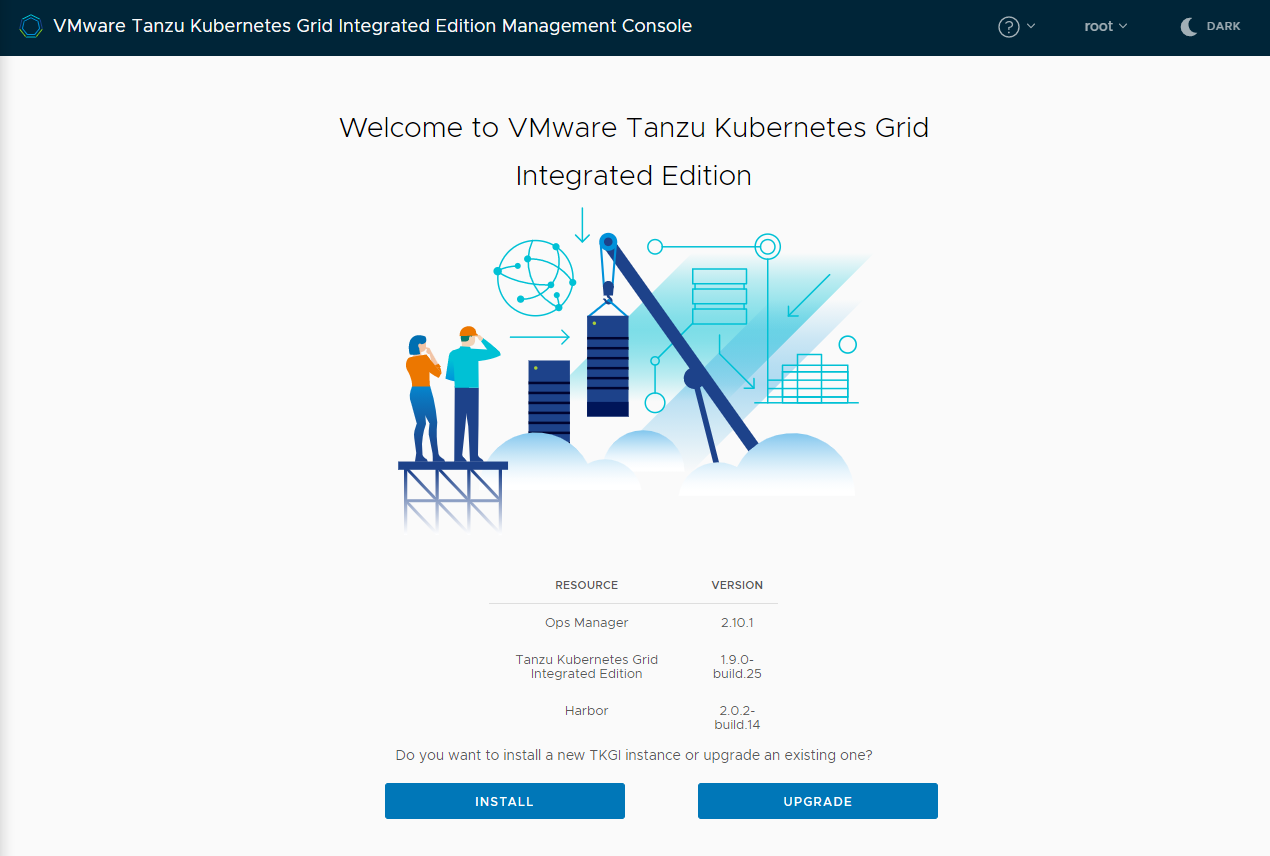 VMware Tanzu Kubernetes Grid Integrated Edition Management Console
root
DARK
Welcome to VMware Tanzu Kubernetes Grid
Integrated Edition
RESOURCE VERSION
Ops Manager 2.10.1
Tanzu Kubernetes Grid 1.9.0-
Integrated Edition build.25
Harbor 2.0.2-
build.14
Do you want to install a new TKGI instance or upgrade an existing one?
INSTALL UPGRADE